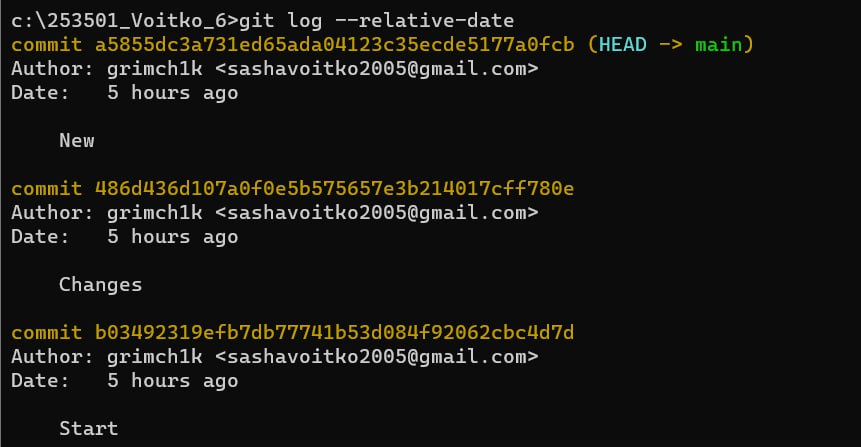 c:\253501_Voitko_6>git log --relative-date
commit a5855dc3a731ed65ada04123c35ecde5177a0fcb (HEAD -> main)
Author: grimch1k <sashavoitko2005@gmail.com>
Date:   5 hours ago

    New

commit 486d436d107a0f0e5b575657e3b214017cff780e
Author: grimch1k <sashavoitko2005@gmail.com>
Date:   5 hours ago

    Changes

commit b03492319efb7db77741b53d084f92062cbc4d7d
Author: grimch1k <sashavoitko2005@gmail.com>
Date:   5 hours ago

    Start